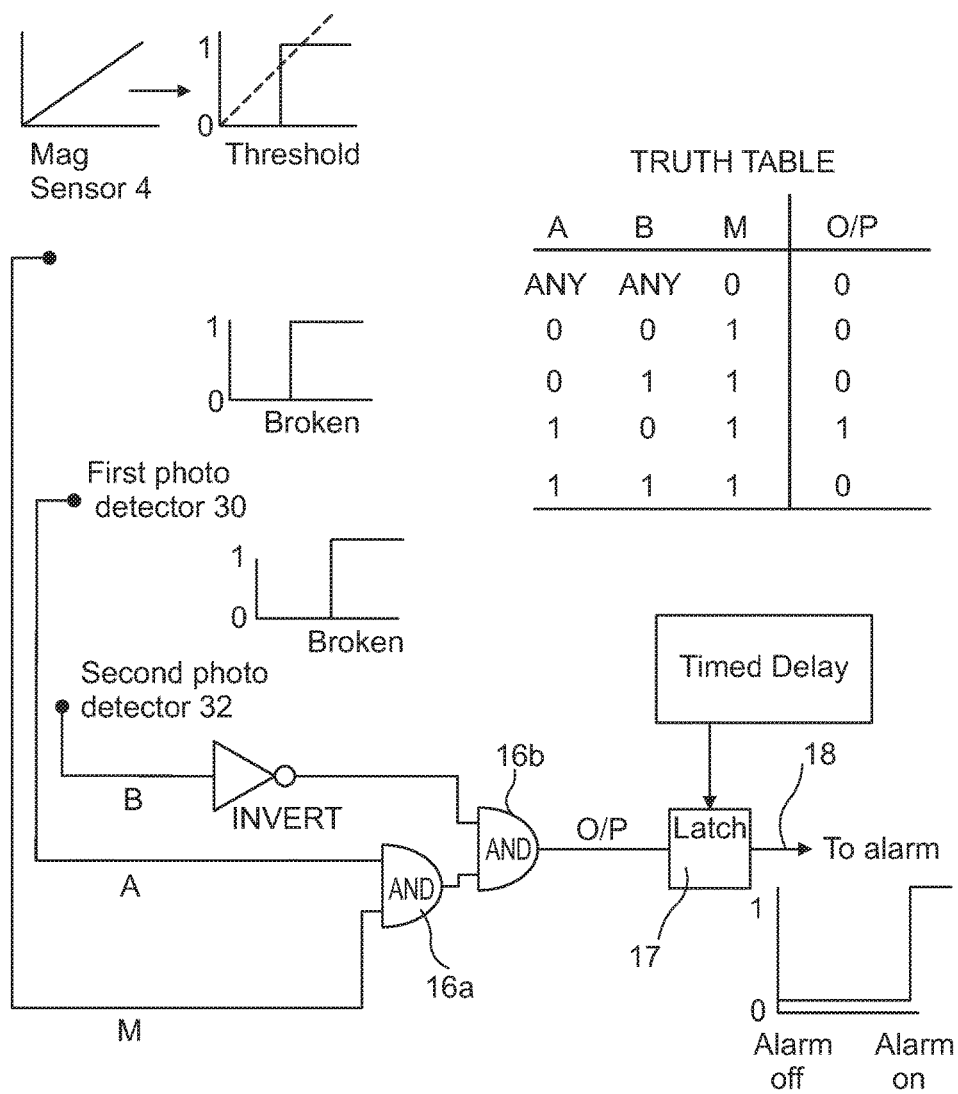 1
0
Mag
Sensor 4
Threshold
TRUTH TABLE
A B M O/P
ANY ANY 0 0
0 0 1 0
0 1 1 0
1 0 1 1
1 1 1 0
1
0
Broken
First photo
detector 30
1
0
Broken
Second photo
detector 32
Timed Delay
B
INVERT
16b
AND
O/P
Latch
18
To alarm
A
AND
16a
17
M
1
0
Alarm
off
Alarm
on